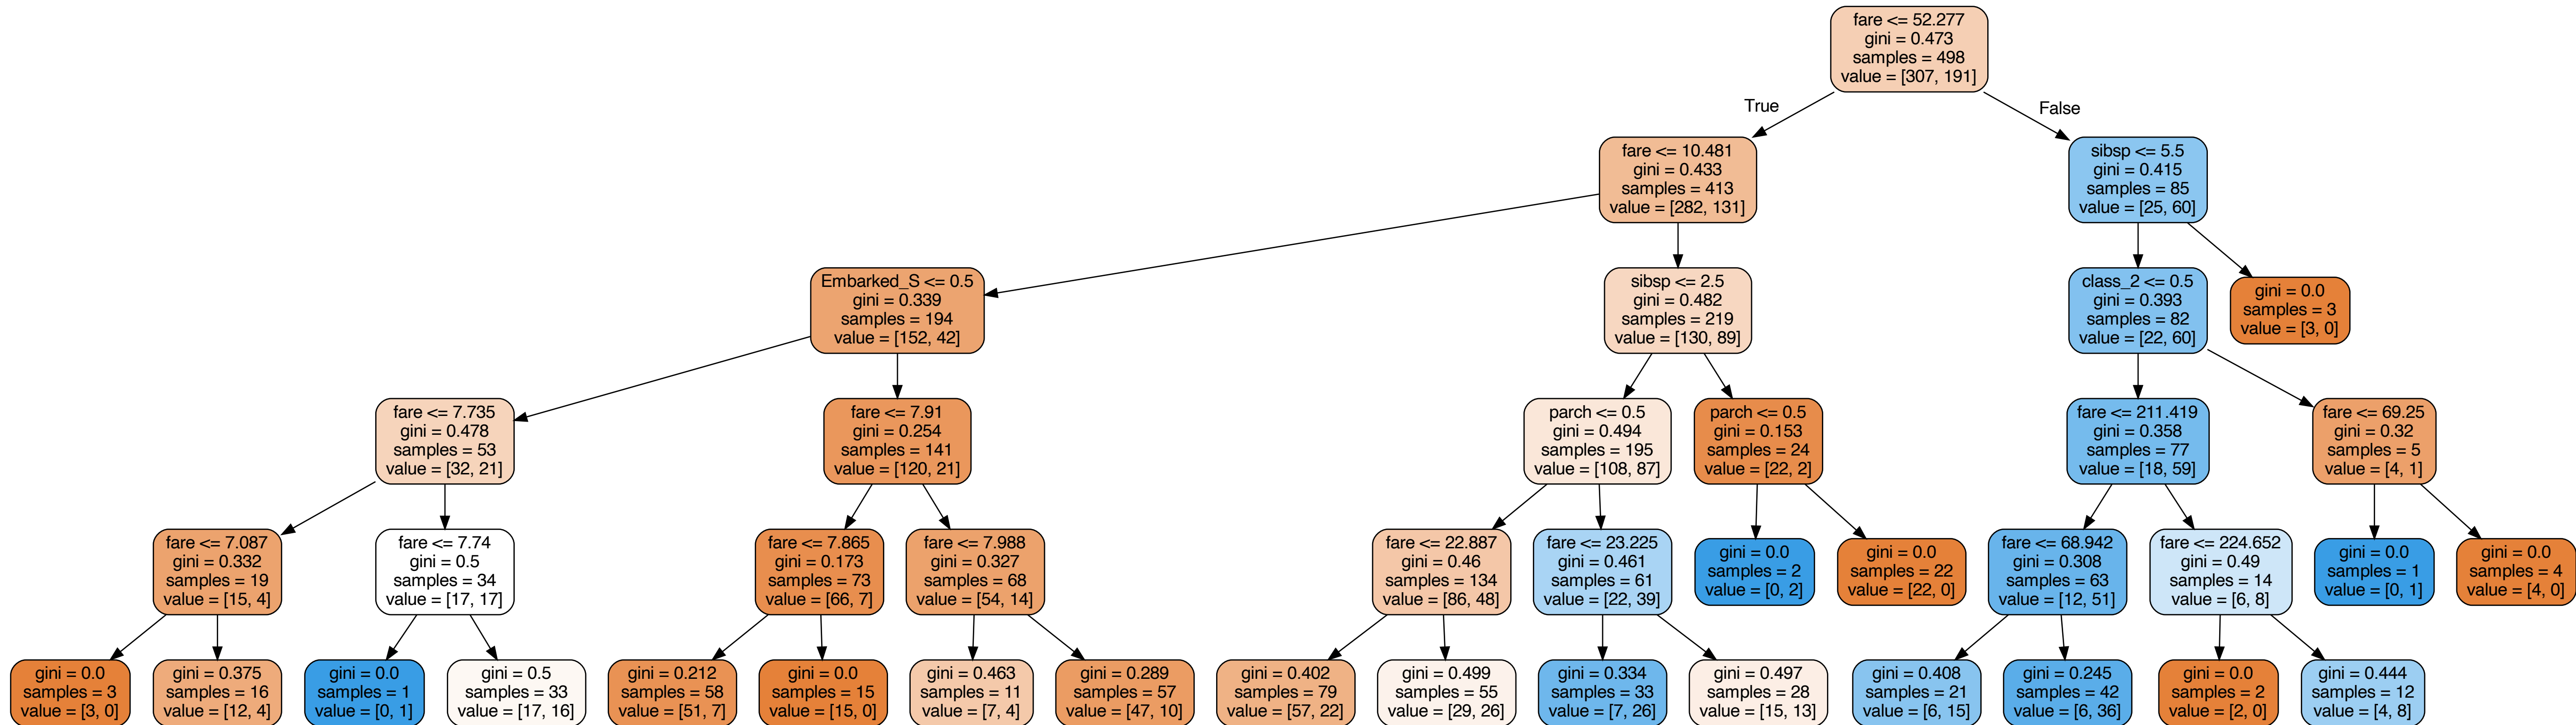 fare <= 52.277
gini = 0.473
samples = 498
value = [307, 191]
True
False
fare <= 10.481
gini = 0.433
samples = 413
value = [282, 131]
sibsp <= 5.5
gini = 0.415
samples = 85
value = [25, 60]
Embarked_S <= 0.5
gini = 0.339
samples = 194
value = [152, 42]
sibsp <= 2.5
gini = 0.482
samples = 219
value = [130, 89]
class_2 <= 0.5
gini = 0.393
samples = 82
value = [22, 60]
gini = 0.0
samples = 3
value = [3, 0]
fare <= 7.735
gini = 0.478
samples = 53
value = [32, 21]
fare <= 7.91
gini = 0.254
samples = 141
value = [120, 21]
parch <= 0.5
gini = 0.494
samples = 195
value = [108, 87]
parch <= 0.5
gini = 0.153
samples = 24
value = [22, 2]
fare <= 211.419
gini = 0.358
samples = 77
value = [18, 59]
fare <= 69.25
gini = 0.32
samples = 5
value = [4, 1]
fare <= 7.087
gini = 0.332
samples = 19
value = [15, 4]
fare <= 7.74
gini = 0.5
samples = 34
value = [17, 17]
fare <= 7.865
gini = 0.173
samples = 73
value = [66, 7]
fare <= 7.988
gini = 0.327
samples = 68
value = [54, 14]
fare <= 22.887
gini = 0.46
samples = 134
value = [86, 48]
fare <= 23.225
gini = 0.461
samples = 61
value = [22, 39]
gini = 0.0
samples = 2
value = [0, 2]
gini = 0.0
samples = 22
value = [22, 0]
fare <= 68.942
gini = 0.308
samples = 63
value = [12, 51]
fare <= 224.652
gini = 0.49
samples = 14
value = [6, 8]
gini = 0.0
samples = 1
value = [0, 1]
gini = 0.0
samples = 4
value = [4, 0]
gini = 0.0
samples = 3
value = [3, 0]
gini = 0.375
samples = 16
value = [12, 4]
gini = 0.0
samples = 1
value = [0, 1]
gini = 0.5
samples = 33
value = [17, 16]
gini = 0.212
samples = 58
value = [51, 7]
gini = 0.0
samples = 15
value = [15, 0]
gini = 0.463
samples = 11
value = [7, 4]
gini = 0.289
samples = 57
value = [47, 10]
gini = 0.402
samples = 79
value = [57, 22]
gini = 0.499
samples = 55
value = [29, 26]
gini = 0.334
samples = 33
value = [7, 26]
gini = 0.497
samples = 28
value = [15, 13]
gini = 0.408
samples = 21
value = [6, 15]
gini = 0.245
samples = 42
value = [6, 36]
gini = 0.0
samples = 2
value = [2, 0]
gini = 0.444
samples = 12
value = [4, 8]